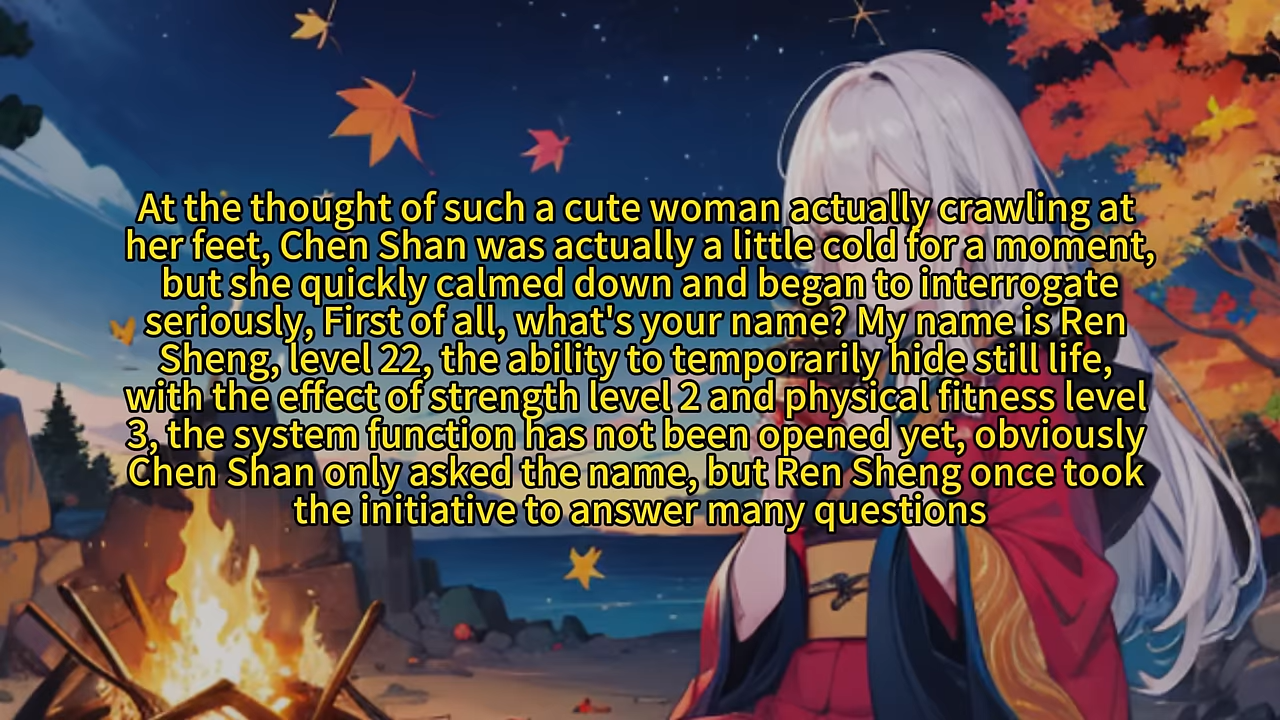 At the thought of such a cute woman actually crawling at
her feet, Chen Shan was actually a little cold for a moment,
but she quickly calmed down and began to interrogate
seriously, First of all, what's your name? My name is Ren
Sheng, level 22, the ability to temporarily hide still life,
with the effect of strength level 2 and physical fitness level
3, the system function has not been opened yet, obviously
Chen Shan only asked the name, but Ren Sheng once took
the initiative to answer many questions